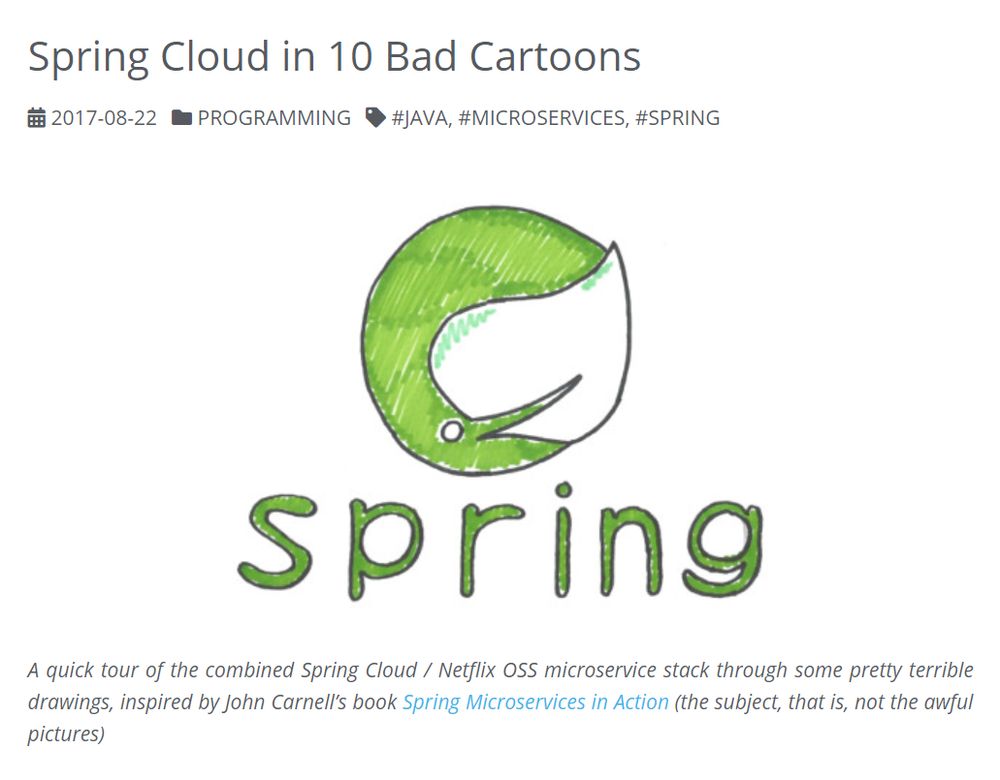 Spring Cloud in 10 Bad Cartoons
2017-08-22 PROGRAMMING #JAVA, #MICROSERVICES, #SPRING
spring
A quick tour of the combined Spring Cloud / Netflix OSS microservice stack through some pretty terrible
drawings, inspired by John Carnell’s book Spring Microservices in Action (the subject, that is, not the awful
pictures)